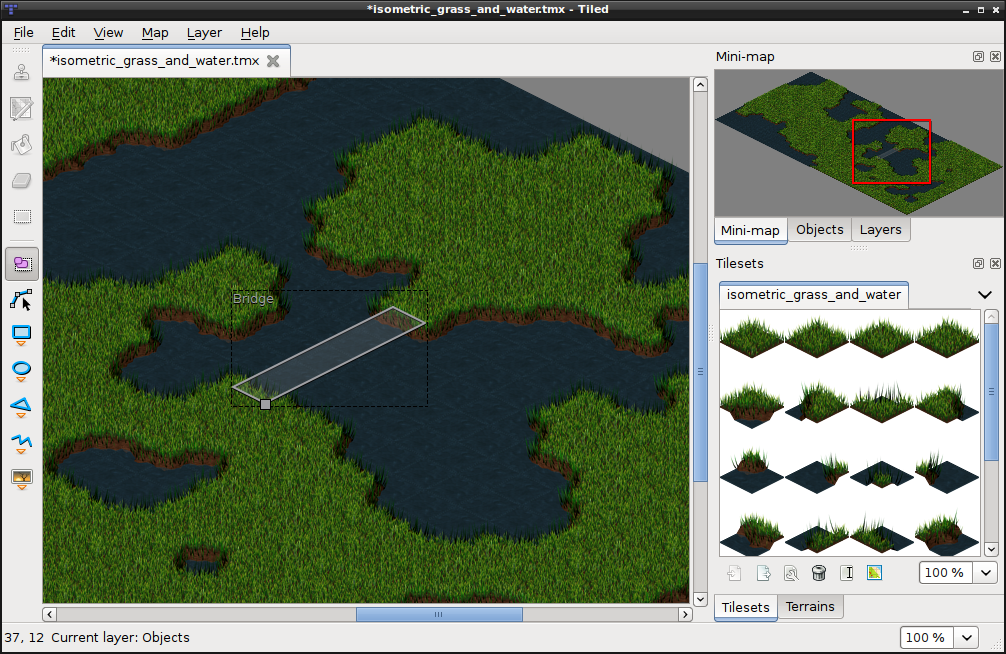 *isometric_grass_and_water.tmx - Tiled
File Edit View Map Layer Help
*isometric_grass_and_water.tmx
Mini-map
Mini-map Objects Layers
Tilesets
isometric_grass_and_water
Bridge
100 %
Tilesets Terrains
37, 12 Current layer: Objects
100 %